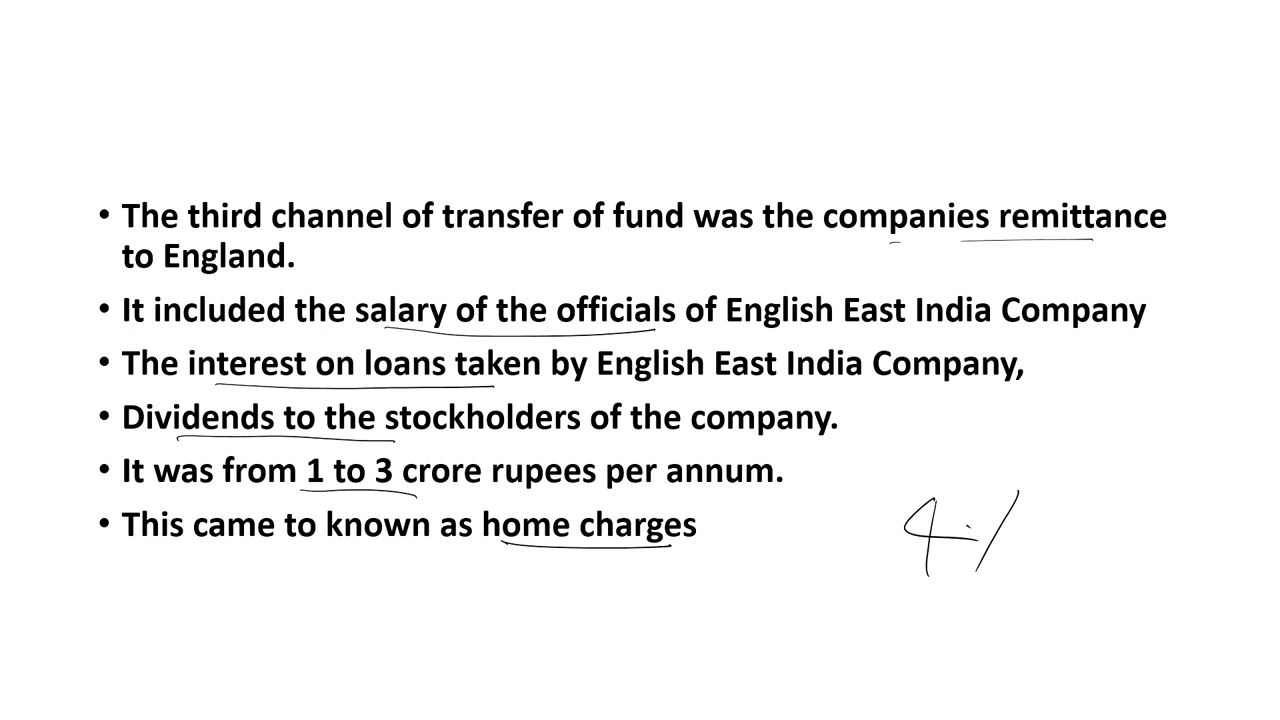 • The third channel of transfer of fund was the companies remittance
to England.
• It included the salary of the officials of English East India Company
• The interest on loans taken by English East India Company,
• Dividends to the stockholders of the company.
• It was from 1 to 3 crore rupees per annum.
• This came to known as home charges